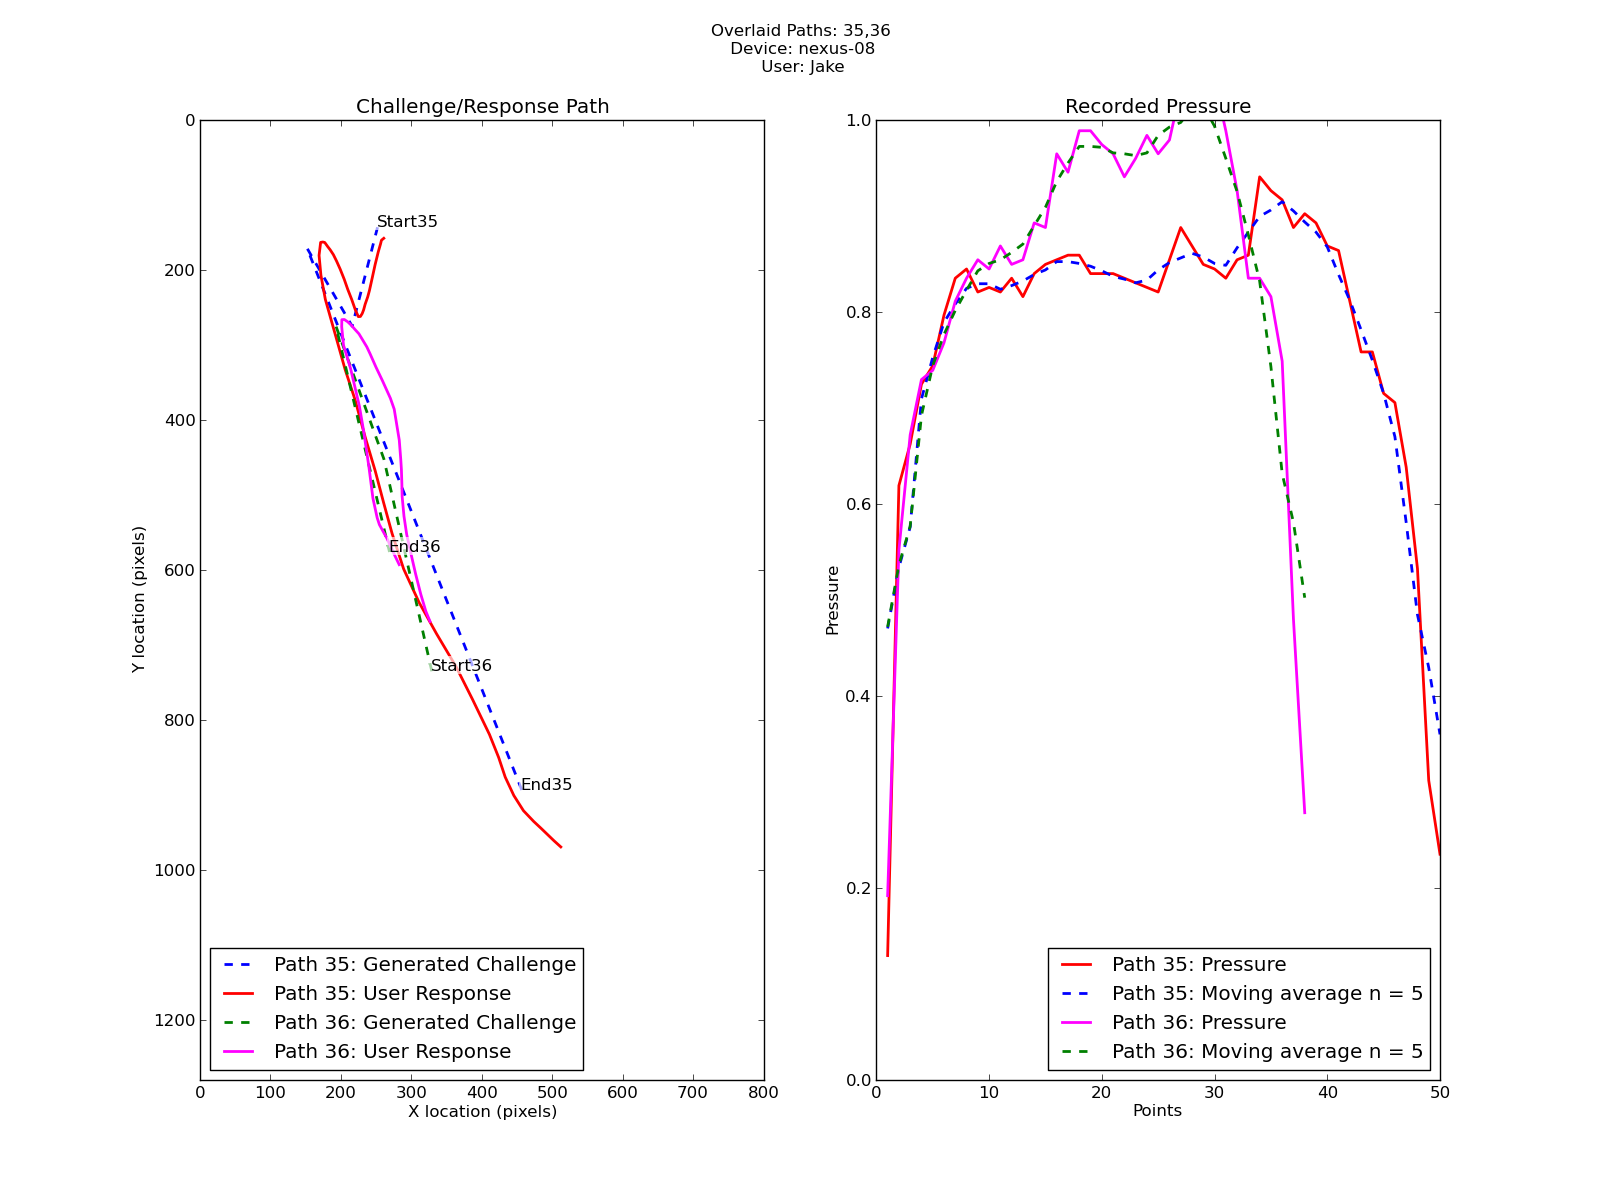 Overlaid Paths: 35,36
Device: nexus-08
User: Jake
Challenge/Response Path
0
200
400
600
800
1000
1200
Y location (pixels)
Start35
End36
Start36
End35
Path 35: Generated Challenge
Path 35: User Response
Path 36: Generated Challenge
Path 36: User Response
0 100 200 300 400 500 600 700 800
X location (pixels)
Recorded Pressure
1.0
0.8
0.6
0.4
0.2
0.0
Pressure
Path 35: Pressure
Path 35: Moving average n = 5
Path 36: Pressure
Path 36: Moving average n = 5
0 10 20 30 40 50
Points